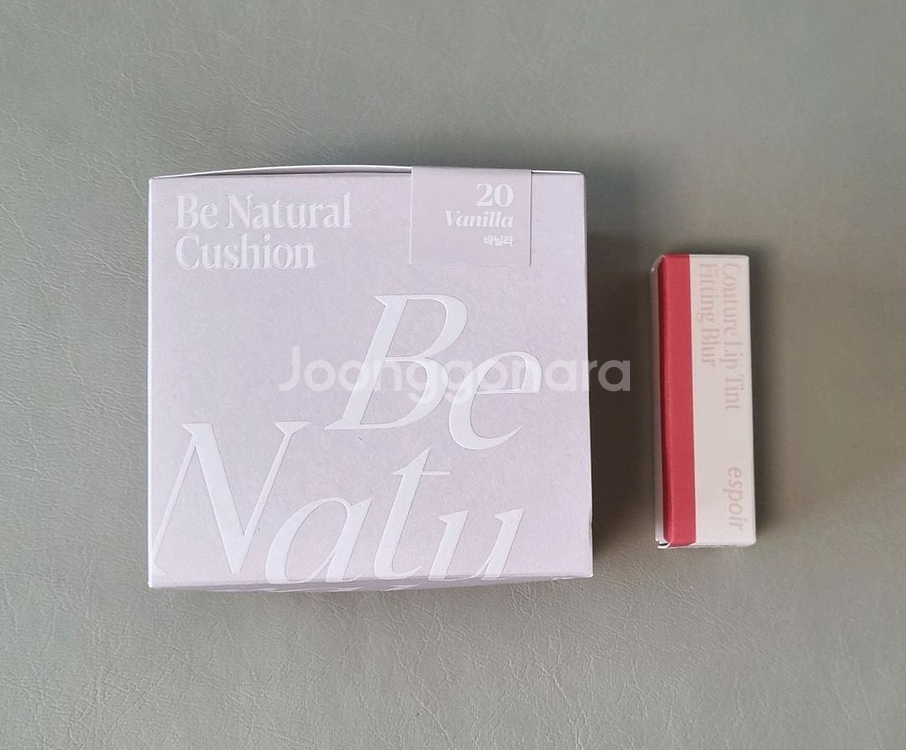 Be Natural
Cushion
20
Vanilla
바닐라
Be
Natu
Joonggonara
Couture Lip Tint
Fitting Blur
espoir